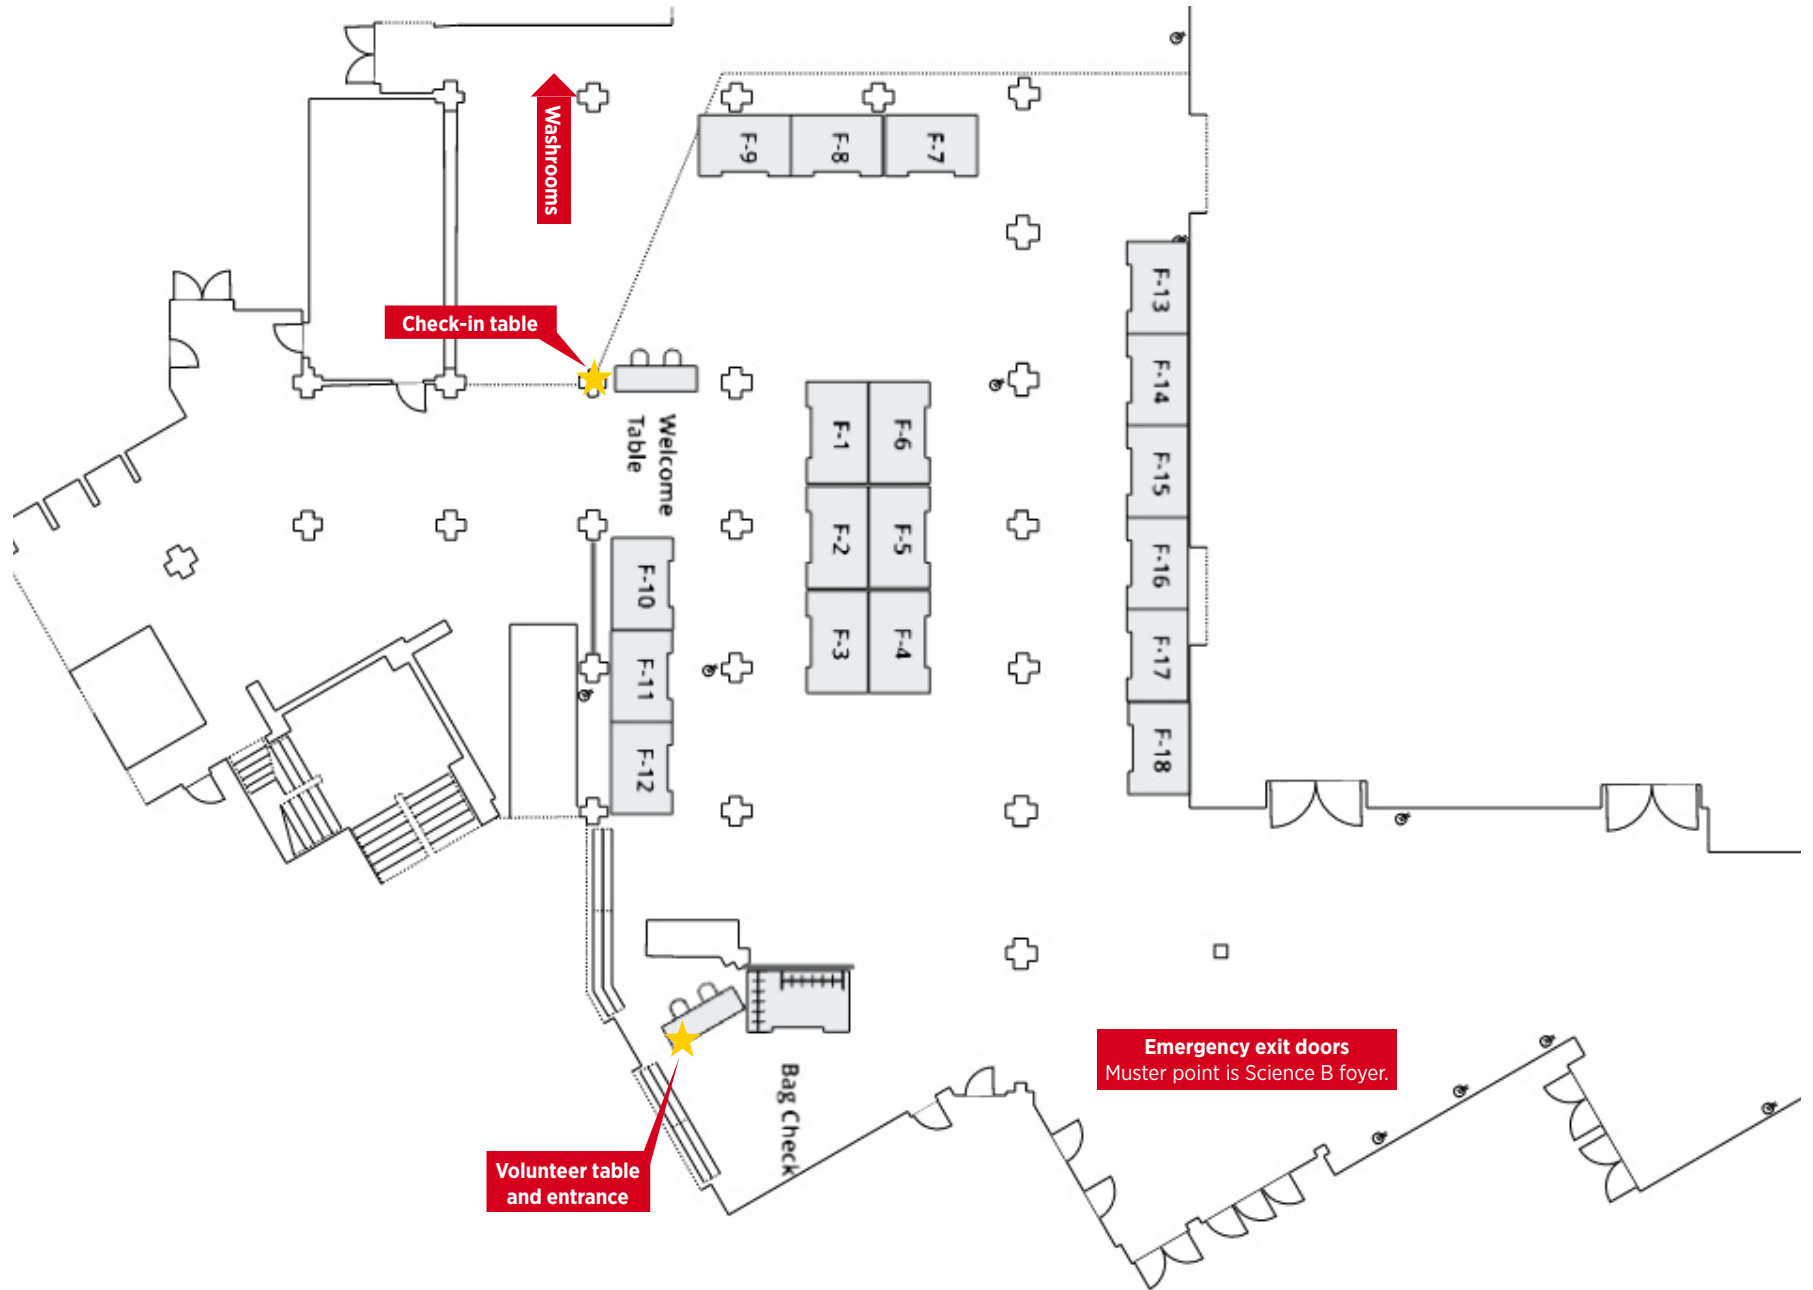 Washrooms
F-9
F-8
F-7
Check-in table
Welcome
Table
F-1
F-6
F-2
F-5
F-3
F-4
F-10
F-11
F-12
F-13
F-14
F-15
F-16
F-17
F-18
Emergency exit doors
Muster point is Science B foyer.
Bag Check
Volunteer table
and entrance